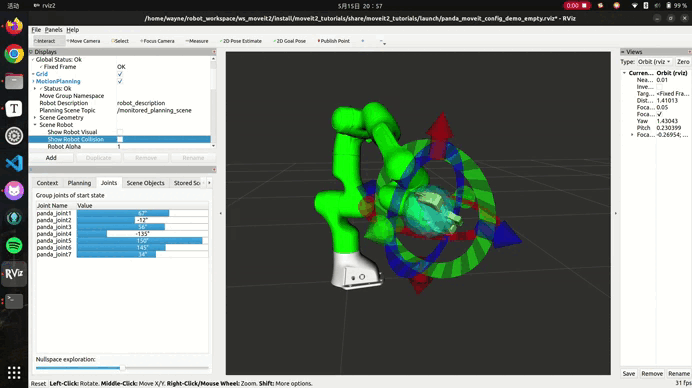 活动
rviz2
5月15日 20：57
0:00
99 %
/home/wayne/robot_workspace/ws_moveit2/install/moveit2_tutorials/share/moveit2_tutorials/launch/panda_moveit_config_demo_empty.rviz* - RViz
File Panels Help
Interact Move Camera Select Focus Camera Measure 2D Pose Estimate 2D Goal Pose Publish Point
Displays
Global Status: Ok
Fixed Frame OK
Grid
MotionPlanning
Status: Ok
Move Group Namespace
Robot Description robot_description
Planning Scene Topic /monitored_planning_scene
Scene Geometry
Scene Robot
Show Robot Visual
Show Robot Collision
Robot Alpha 1
Add Duplicate Remove Rename
Context Planning Joints Scene Objects Stored Sc
Group joints of start state
Joint Name Value
panda_joint1 67°
panda_joint2 -12°
panda_joint3 56°
panda_joint4 -135°
panda_joint5 150°
panda_joint6 145°
panda_joint7 34°
Nullspace exploration:
Views
Type: Orbit (rviz Zero
Curren... Orbit (rviz)
Nea... 0.01
Inve...
Targ... <Fixed Fram
Dist... 1.41013
Foca... 0.05
Foca...
Yaw 1.43043
Pitch 0.230399
Foca... -0.26954;
Save Remove Rename
Reset Left-Click: Rotate. Middle-Click: Move X/Y. Right-Click/Mouse Wheel: Zoom. Shift: More options.
31 fps
RViz